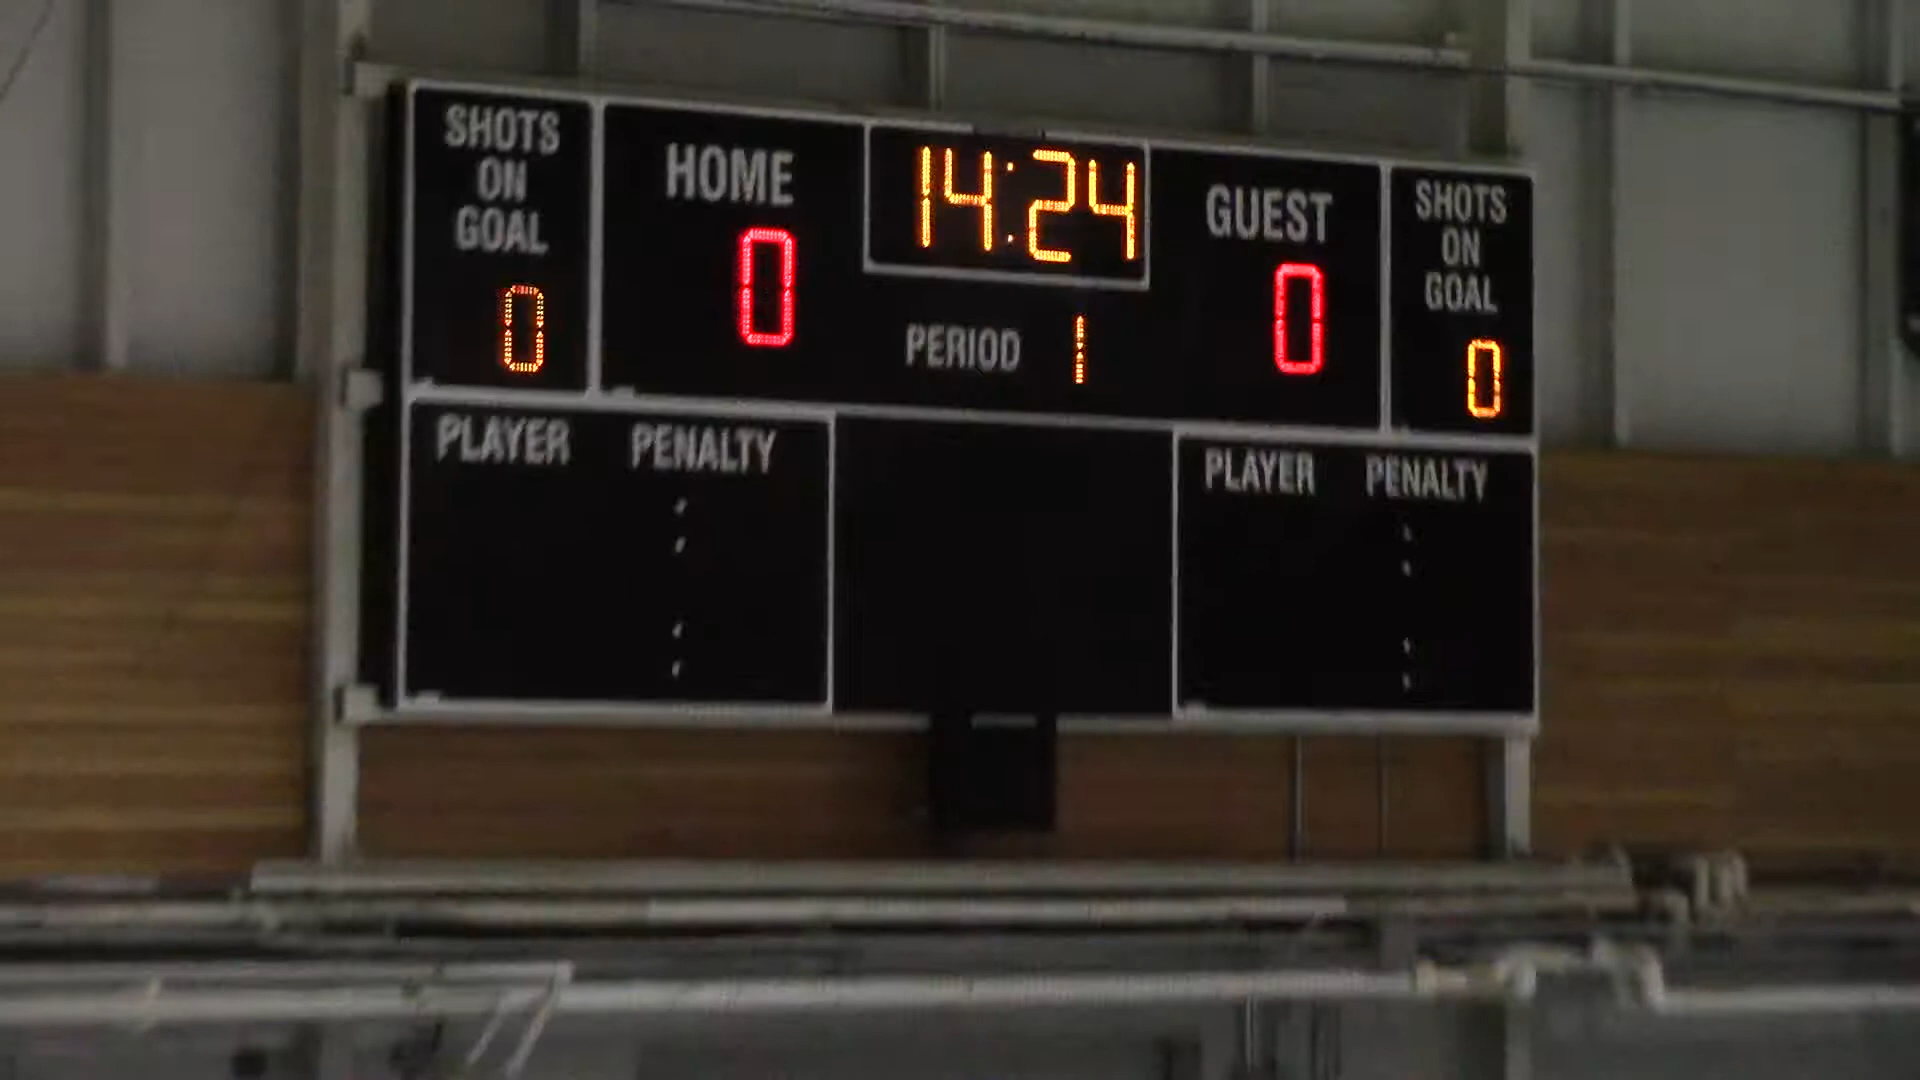 SHOTS
ON
GOAL
0
HOME
0
14:24
PERIOD 1
GUEST
0
SHOTS
ON
GOAL
0
PLAYER PENALTY
:
:
PLAYER PENALTY
:
: